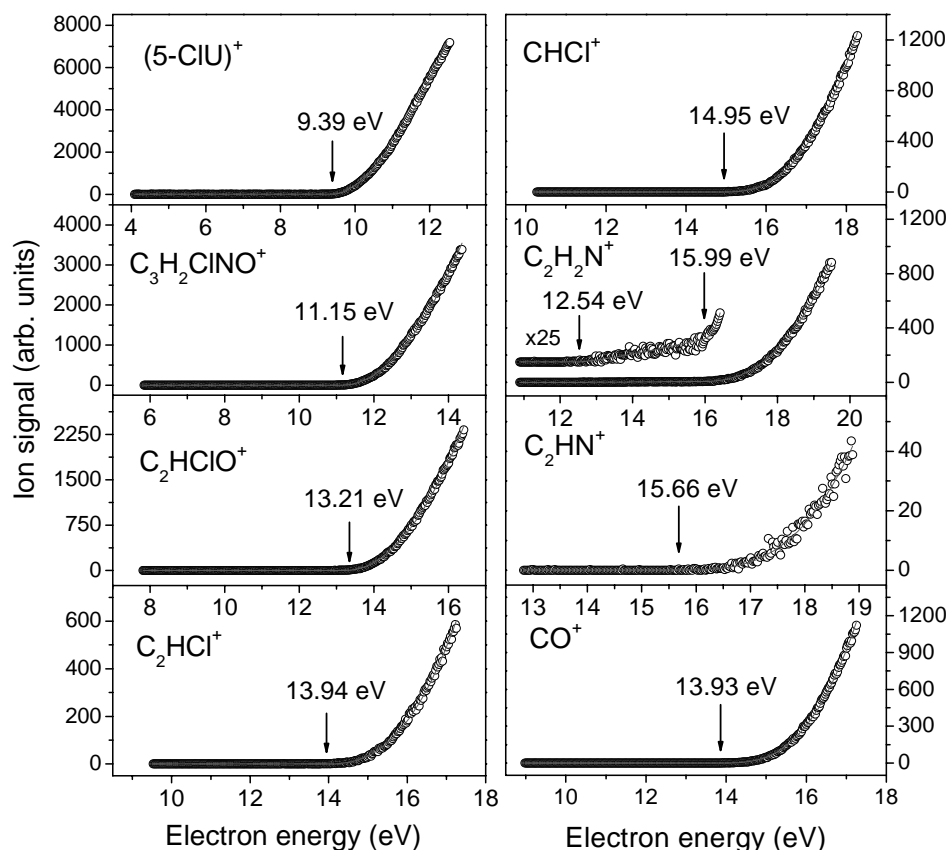 Ion signal (arb. units)
(5-ClU)+
9.39 eV
8000
6000
4000
2000
0
4 6 8 10 12
C3H2ClNO+
11.15 eV
4000
3000
2000
1000
0
6 8 10 12 14
C2HClO+
13.21 eV
2250
1500
750
0
8 10 12 14 16
C2HCl+
13.94 eV
600
400
200
0
10 12 14 16 18
Electron energy (eV)
CHCl+
14.95 eV
1200
800
400
0
10 12 14 16 18
C2H2N+
15.99 eV
12.54 eV
x25
1200
800
400
0
12 14 16 18 20
C2HN+
15.66 eV
40
20
0
13 14 15 16 17 18 19
CO+
13.93 eV
1200
900
600
300
0
10 12 14 16 18
Electron energy (eV)